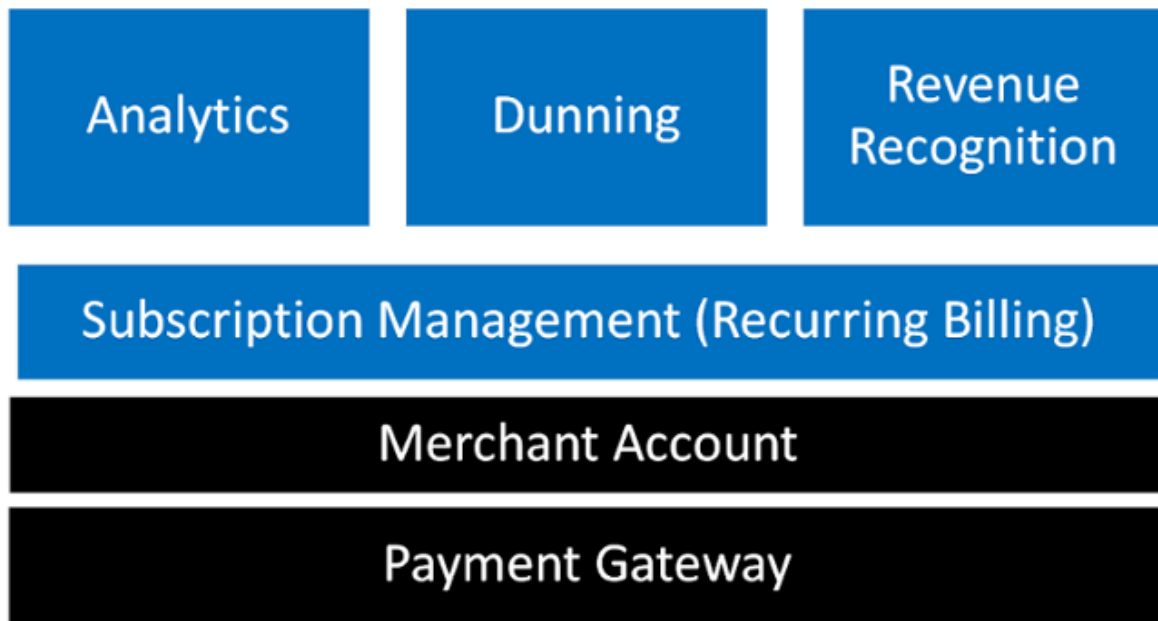 Analytics
Dunning
Revenue
Recognition
Subscription Management (Recurring Billing)
Merchant Account
Payment Gateway